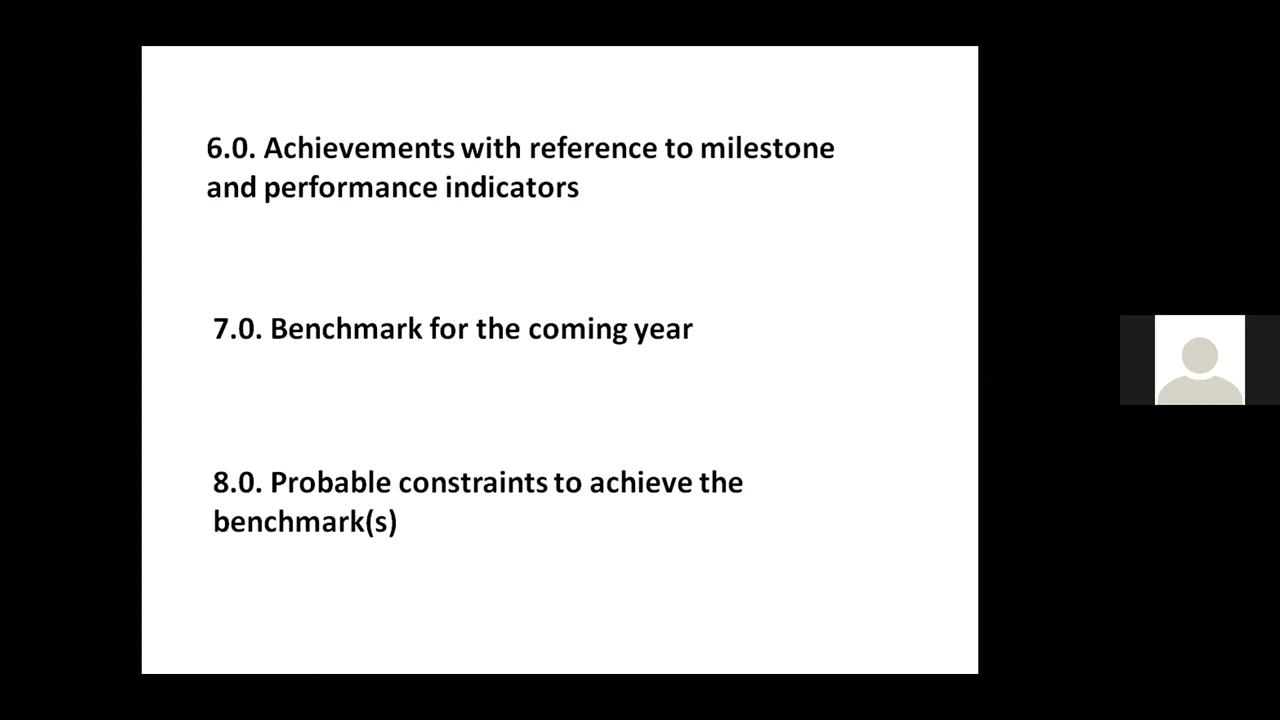 6.0. Achievements with reference to milestone
and performance indicators
7.0. Benchmark for the coming year
8.0. Probable constraints to achieve the
benchmark(s)